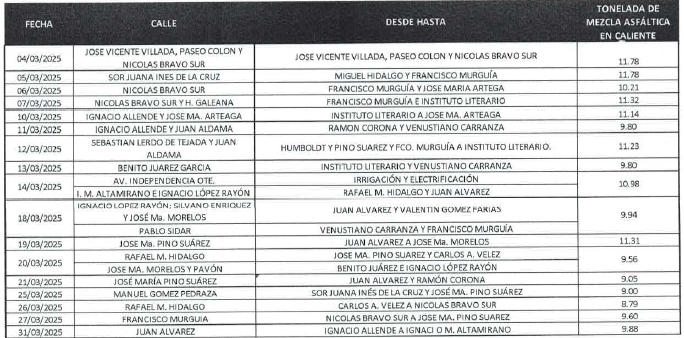 FECHA CALLE DESDE HASTA TONELADA DE MEZCLA ASFÁLTICA EN CALIENTE
04/03/2025 JOSE VICENTE VILLADA, PASEO COLON Y NICOLAS BRAVO SUR JOSE VICENTE VILLADA, PASEO COLON Y NICOLAS BRAVO SUR 11.78
05/03/2025 SOR JUANA INES DE LA CRUZ MIGUEL HIDALGO Y FRANCISCO MURGUÍA 11.78
06/03/2025 NICOLAS BRAVO SUR FRANCISCO MURGUÍA Y JOSE MARIA ARTEGA 10.21
07/03/2025 NICOLAS BRAVO SUR Y H. GALEANA FRANCISCO MURGUÍA E INSTITUTO LITERARIO 11.32
10/03/2025 IGNACIO ALLENDE Y JOSE MA. ARTEAGA INSTITUTO LITERARIO A JOSE MA. ARTEAGA 11.14
11/03/2025 IGNACIO ALLENDE Y JUAN ALDAMA RAMON CORONA Y VENUSTIANO CARRANZA 9.80
12/03/2025 SEBASTIAN LERDO DE TEJADA Y JUAN ALDAMA HUMBOLDT Y PINO SUAREZ Y FCO. MURGUÍA A INSTITUTO LITERARIO. 11.23
13/03/2025 BENITO JUAREZ GARCIA INSTITUTO LITERARIO Y VENUSTIANO CARRANZA 9.80
14/03/2025 AV. INDEPENDENCIA OTE. IRRIGACIÓN Y ELECTRIFICACIÓN 10.98
I. M. ALTAMIRANO E IGNACIO LÓPEZ RAYÓN RAFAEL M. HIDALGO Y JUAN ALVAREZ
18/03/2025 IGNACIO LOPEZ RAYÓN; SILVANO ENRIQUEZ Y JOSÉ Ma. MORELOS JUAN ALVAREZ Y VALENTIN GOMEZ FARIAS 9.94
PABLO SIDAR VENUSTIANO CARRANZA Y FRANCISCO MURGUÍA
19/03/2025 JOSE Ma. PINO SUÁREZ JUAN ALVAREZ A JOSE Ma. MORELOS 11.31
20/03/2025 RAFAEL M. HIDALGO JOSE MA. PINO SUAREZ Y CARLOS A. VELEZ 9.56
JOSE MA. MORELOS Y PAVÓN BENITO JUÁREZ E IGNACIO LÓPEZ RAYÓN
21/03/2025 JOSÉ MARÍA PINO SUÁREZ JUAN ALVAREZ Y RAMÓN CORONA 9.05
25/03/2025 MANUEL GOMEZ PEDRAZA SOR JUANA INÉS DE LA CRUZ Y JOSÉ MA. PINO SUÁREZ 9.00
26/03/2025 RAFAEL M. HIDALGO CARLOS A. VELEZ A NICOLAS BRAVO SUR 8.79
27/03/2025 FRANCISCO MURGUIA NICOLAS BRAVO SUR A JOSE MA. PINO SUAREZ 9.60
31/03/2025 JUAN ALVAREZ IGNACIO ALLENDE A IGNACIO M. ALTAMIRANO 9.88